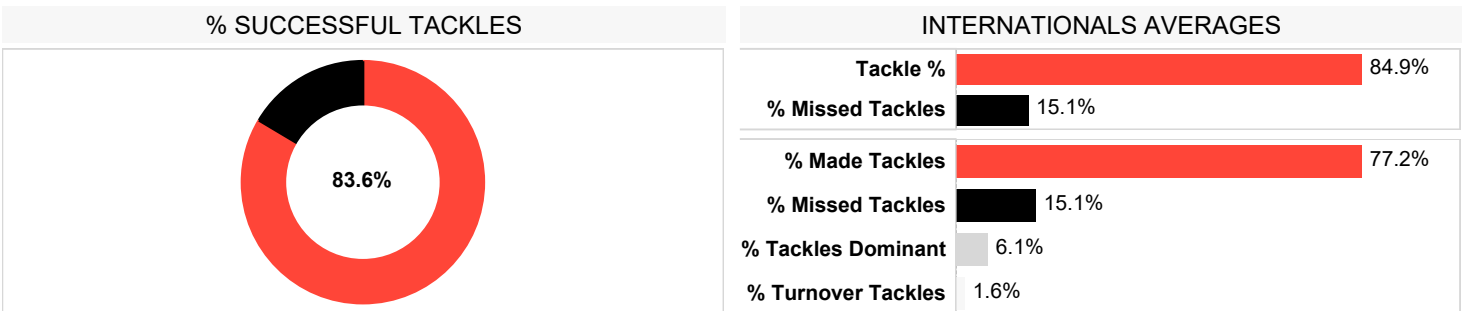 % SUCCESSFUL TACKLES
83.6%
INTERNATIONALS AVERAGES
Tackle % 84.9%
% Missed Tackles 15.1%
% Made Tackles 77.2%
% Missed Tackles 15.1%
% Tackles Dominant 6.1%
% Turnover Tackles 1.6%